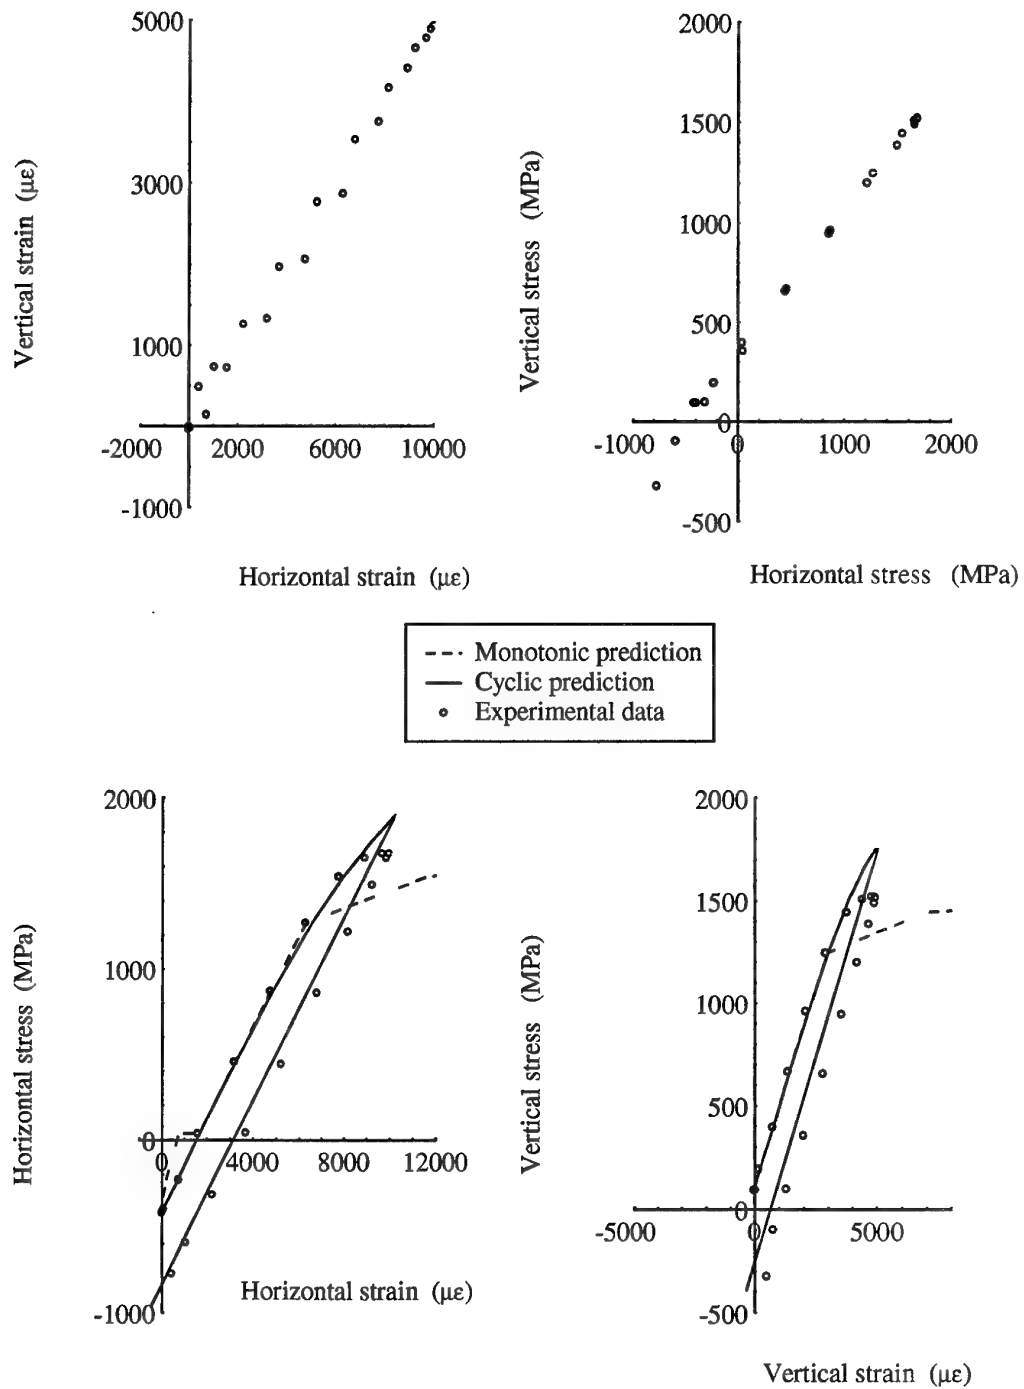 5000
3000
1000
-2000 2000 6000 10000
-1000
Vertical strain (με)
Horizontal strain (με)
2000
1500
1000
500
0
-1000 0 1000 2000
-500
Vertical stress (MPa)
Horizontal stress (MPa)
Monotonic prediction
Cyclic prediction
Experimental data
2000
1000
0
0 4000 8000 12000
-1000
Horizontal stress (MPa)
Horizontal strain (με)
2000
1500
1000
500
0
-5000 0 5000
-500
Vertical stress (MPa)
Vertical strain (με)